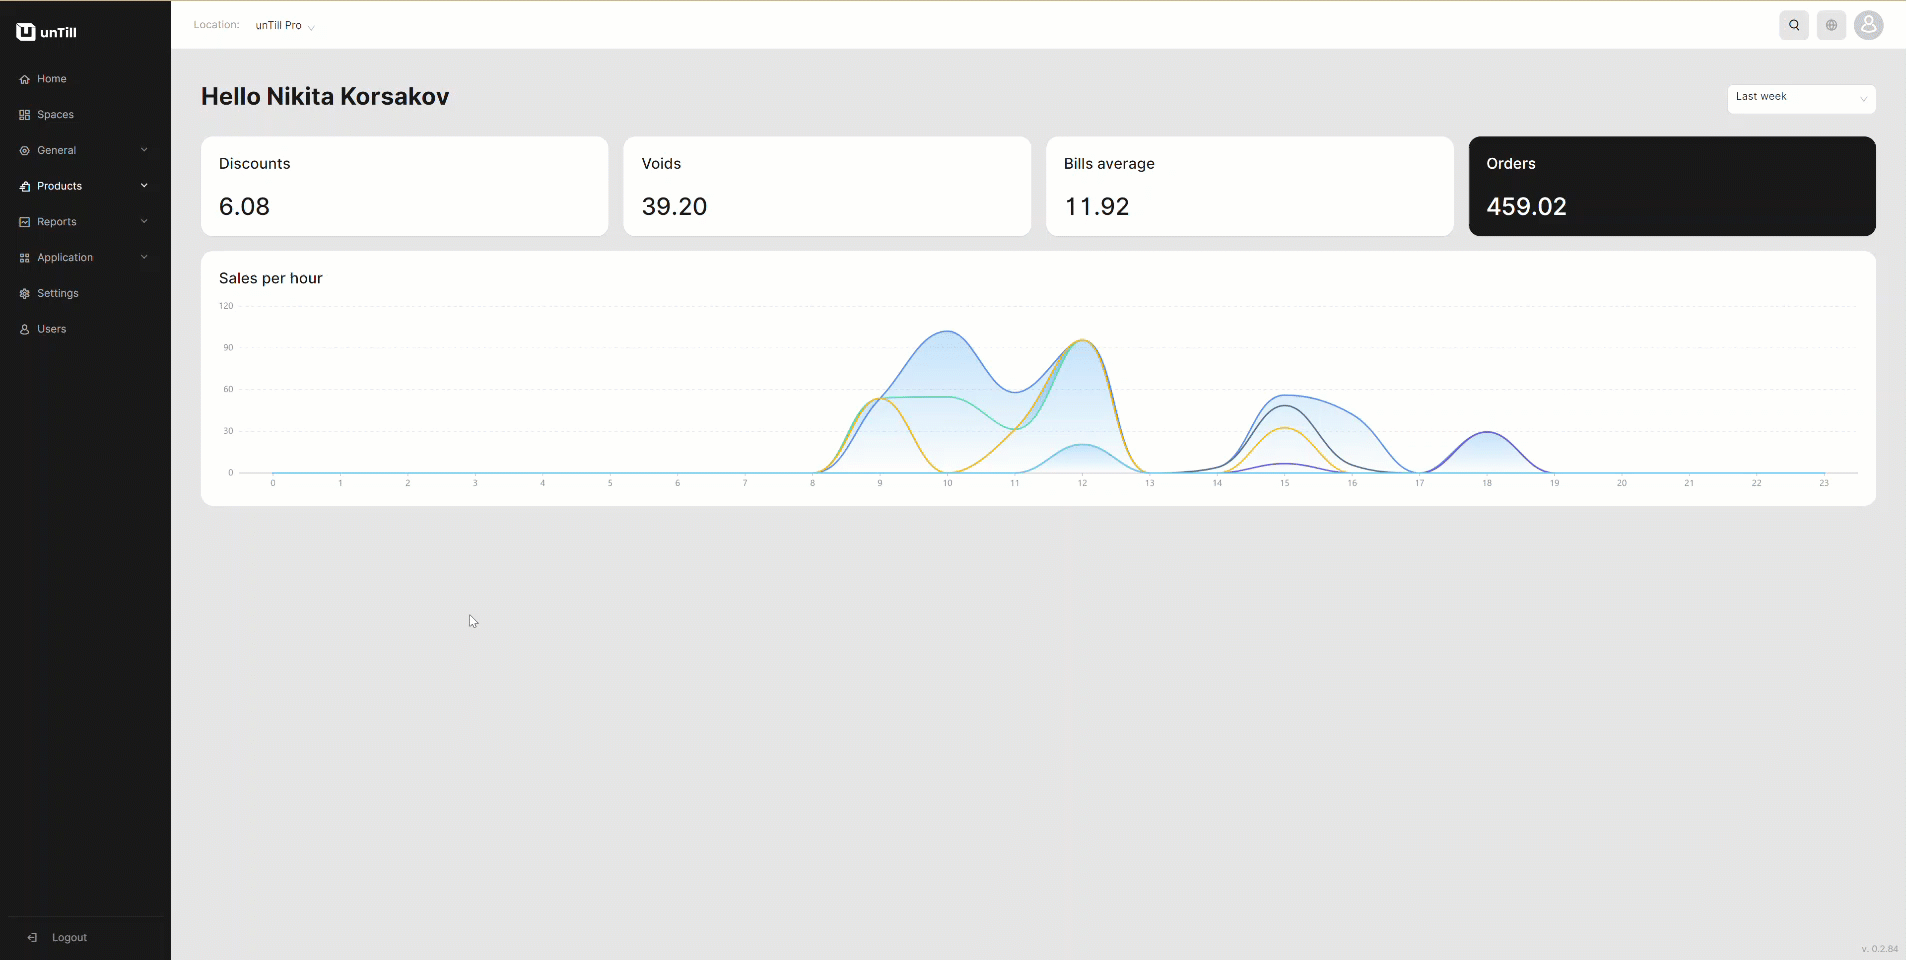 unTill
Location: unTill Pro
Home
Spaces
General
Products
Reports
Application
Settings
Users
Logout
Hello Nikita Korsakov
Last week
Discounts
6.08
Voids
39.20
Bills average
11.92
Orders
459.02
Sales per hour
120
90
60
30
0
0 1 2 3 4 5 6 7 8 9 10 11 12 13 14 15 16 17 18 19 20 21 22 23
v. 0.2.84